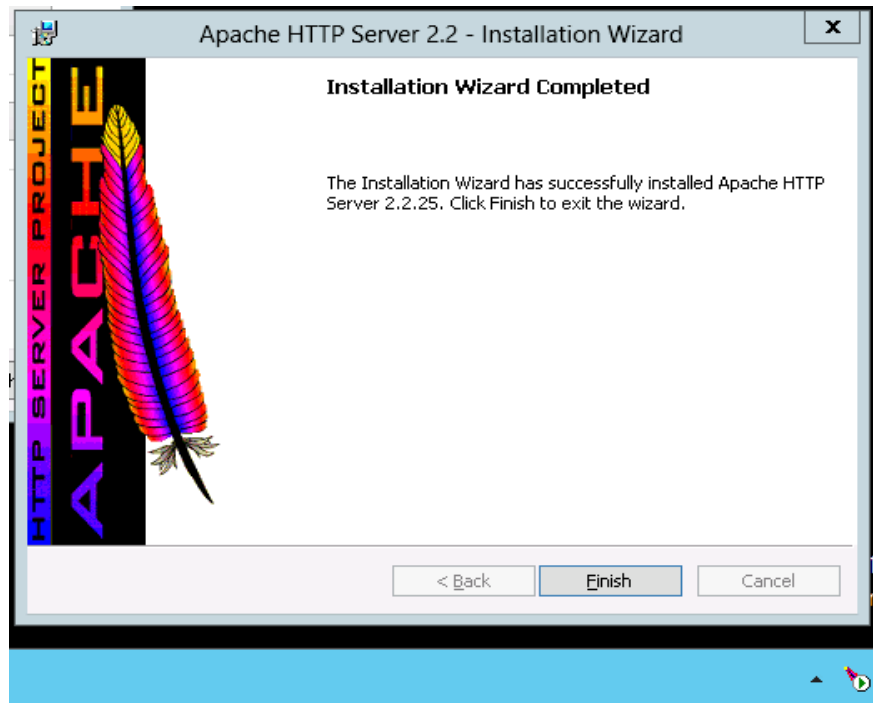 Apache HTTP Server 2.2 - Installation Wizard
x
HTTP SERVER PROJECT
APACHE
Installation Wizard Completed
The Installation Wizard has successfully installed Apache HTTP
Server 2.2.25. Click Finish to exit the wizard.
< Back
Finish
Cancel